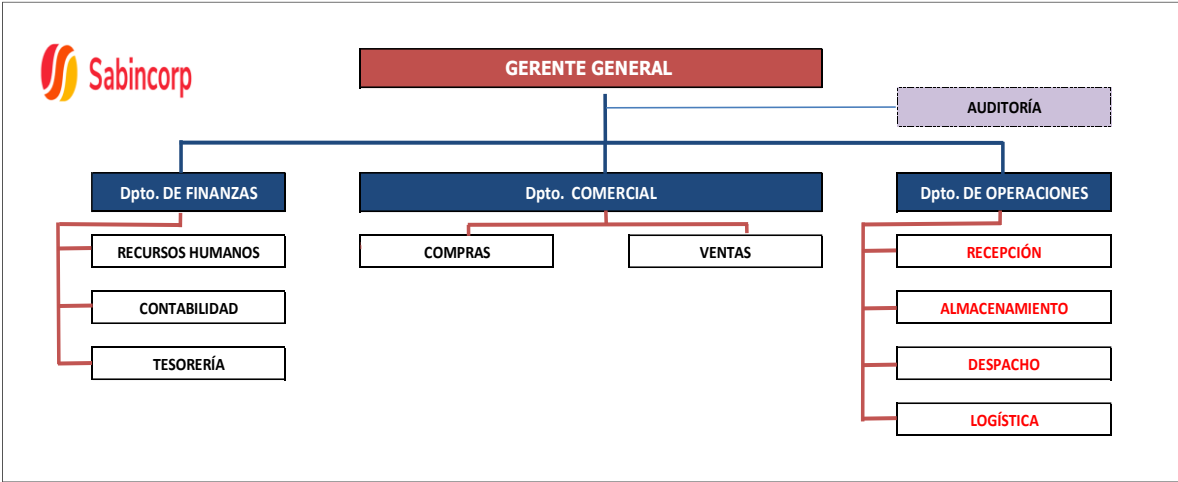 Sabincorp
GERENTE GENERAL
AUDITORÍA
Dpto. DE FINANZAS
Dpto. COMERCIAL
Dpto. DE OPERACIONES
RECURSOS HUMANOS
COMPRAS
VENTAS
RECEPCIÓN
CONTABILIDAD
ALMACENAMIENTO
TESORERÍA
DESPACHO
LOGÍSTICA